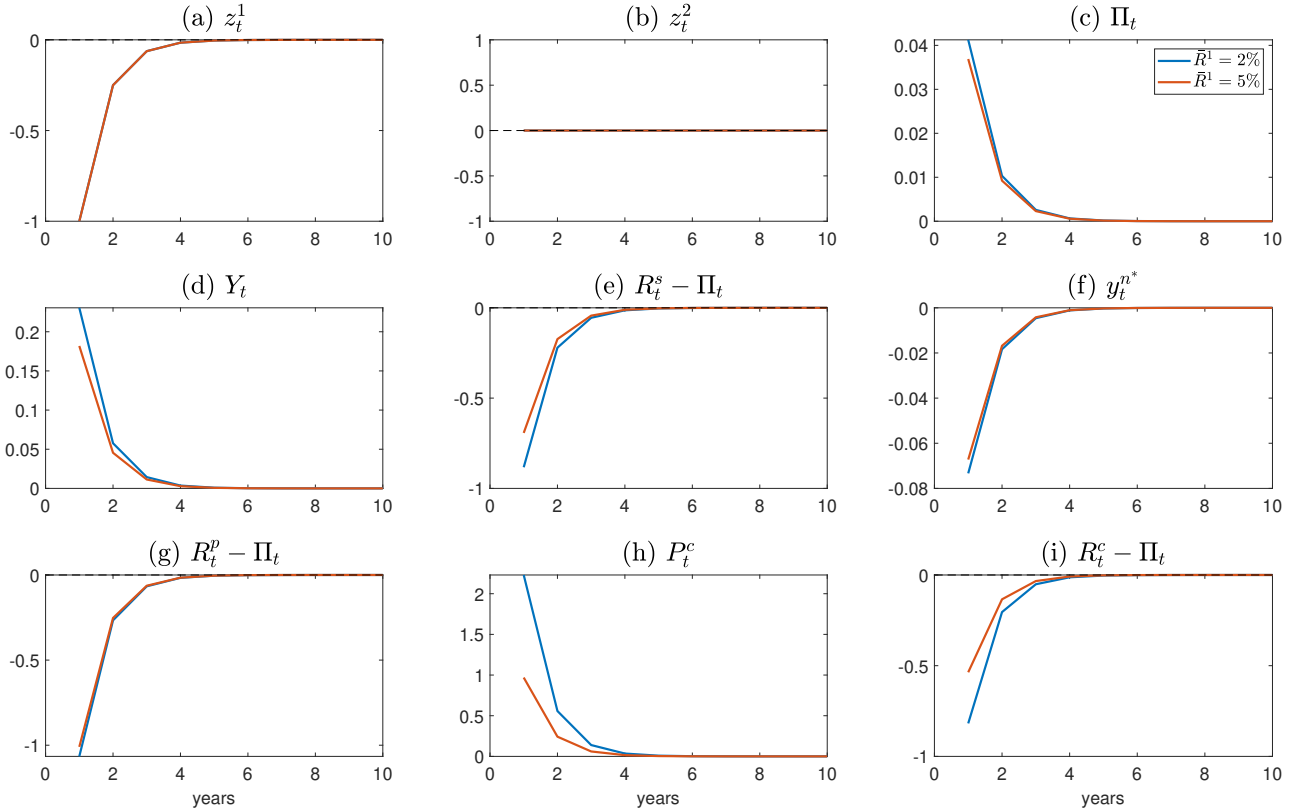 (a) $z_t^1$
0
-0.5
-1
0 2 4 6 8 10
(b) $z_t^2$
1
0.5
0
-0.5
-1
0 2 4 6 8 10
(c) $\Pi_t$
0.04
0.03
0.02
0.01
0
0 2 4 6 8 10
$\bar{R}^1 = 2\%$
$\bar{R}^1 = 5\%$
(d) $Y_t$
0.2
0.15
0.1
0.05
0
0 2 4 6 8 10
(e) $R_t^s - \Pi_t$
0
-0.5
-1
0 2 4 6 8 10
(f) $y_t^{n^*}$
0
-0.02
-0.04
-0.06
-0.08
0 2 4 6 8 10
(g) $R_t^p - \Pi_t$
0
-0.5
-1
0 2 4 6 8 10
years
(h) $P_t^c$
2
1.5
1
0.5
0
0 2 4 6 8 10
years
(i) $R_t^c - \Pi_t$
0
-0.5
-1
0 2 4 6 8 10
years